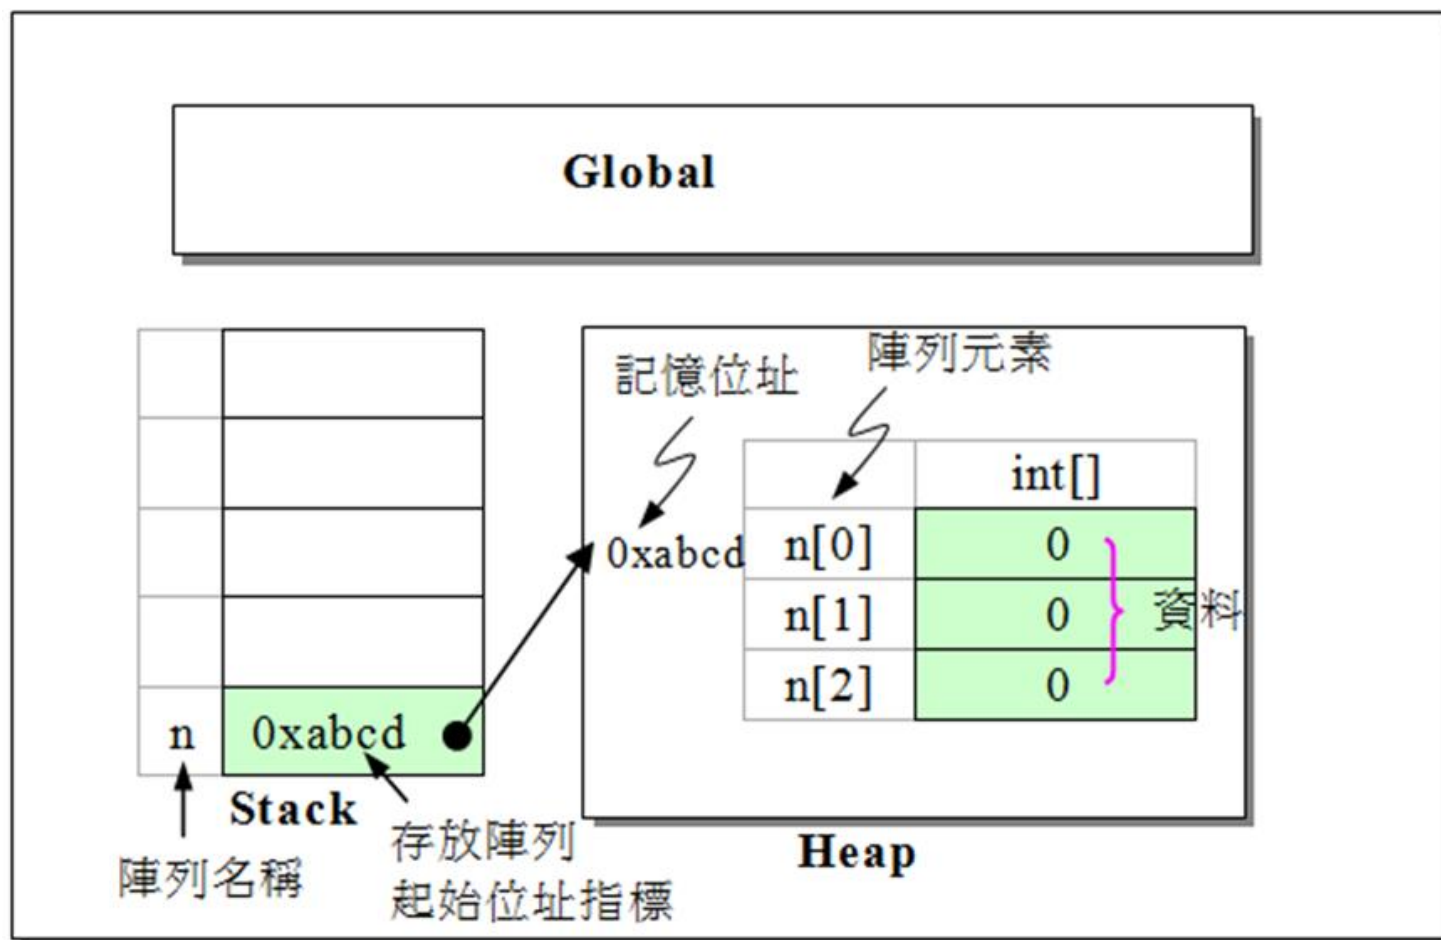 Global
記憶位址
陣列元素
int[]
0xabcd
n[0]
0
n[1]
0
資料
n[2]
0
n
0xabcd
Stack
陣列名稱
存放陣列
起始位址指標
Heap